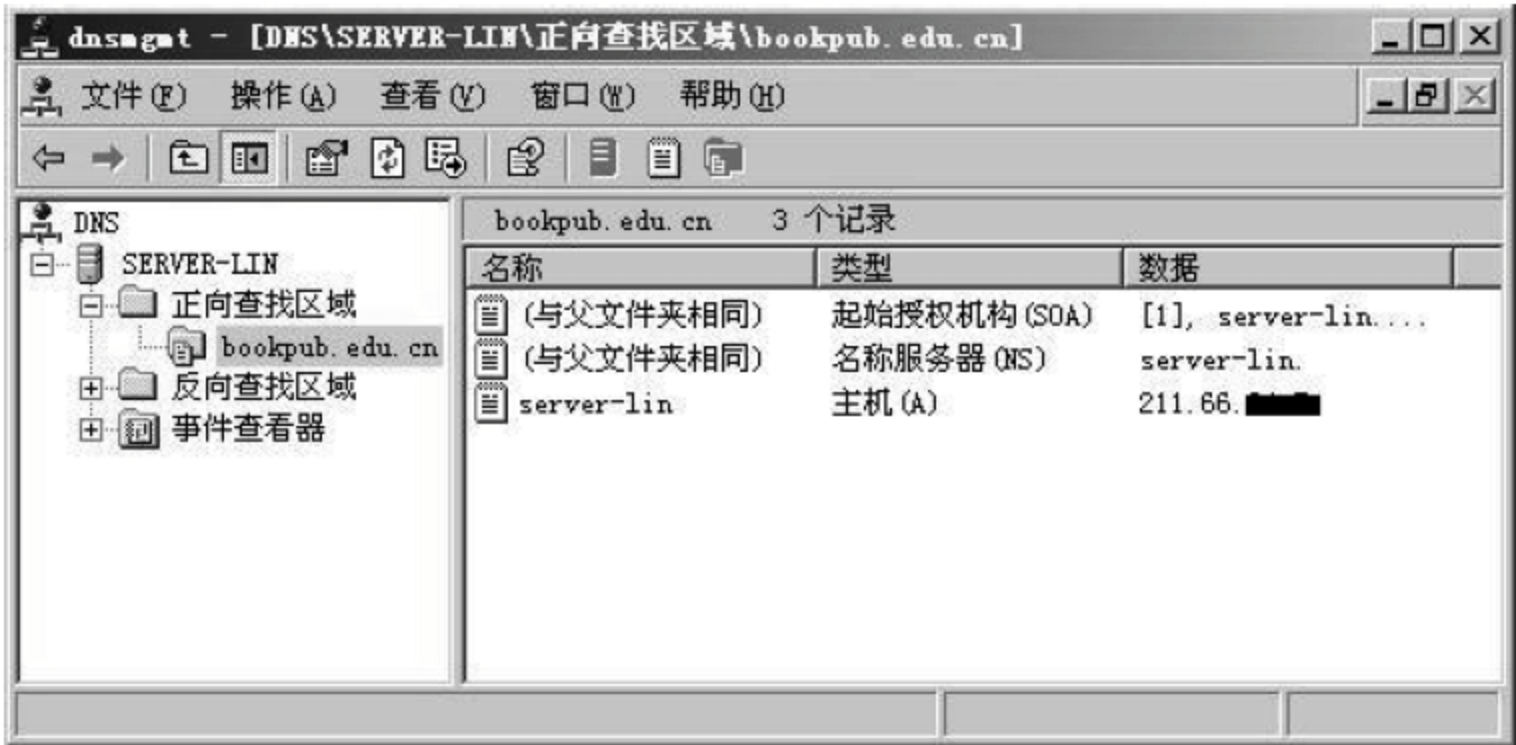 dnsmgmt - [DNS\SERVER-LIN\正向查找区域\bookpub.edu.cn]
文件(F) 操作(A) 查看(V) 窗口(W) 帮助(H)
DNS
SERVER-LIN
正向查找区域
bookpub.edu.cn
反向查找区域
事件查看器
bookpub.edu.cn 3 个记录
名称 类型 数据
(与父文件夹相同) 起始授权机构(SOA) [1], server-lin....
(与父文件夹相同) 名称服务器(NS) server-lin.
server-lin 主机(A) 211.66.